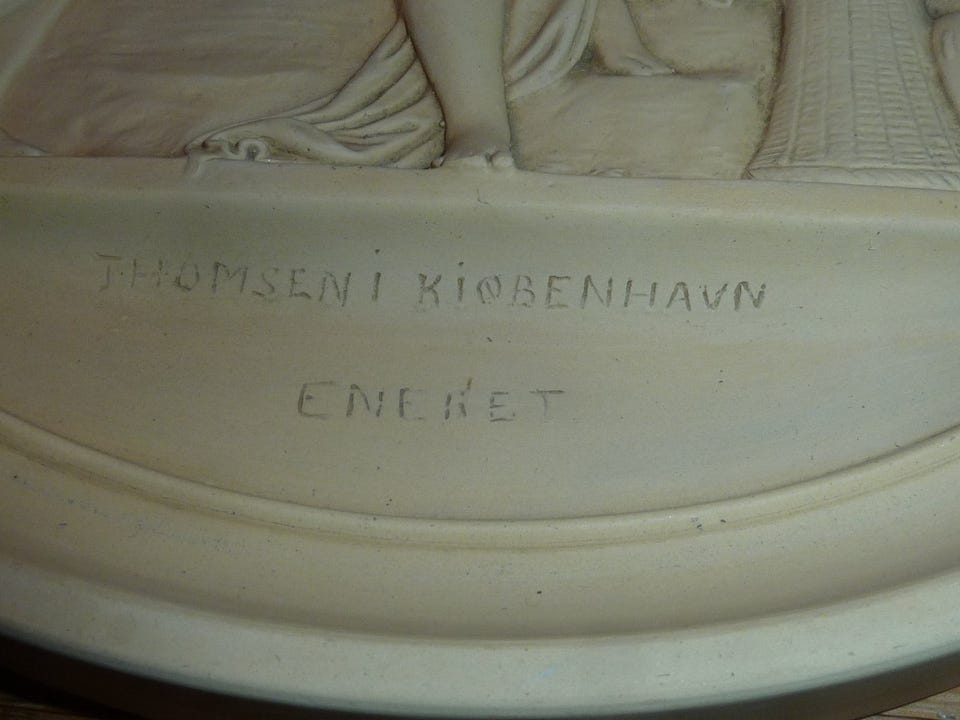 THOMSEN I KIØBENHAVN
ENERET